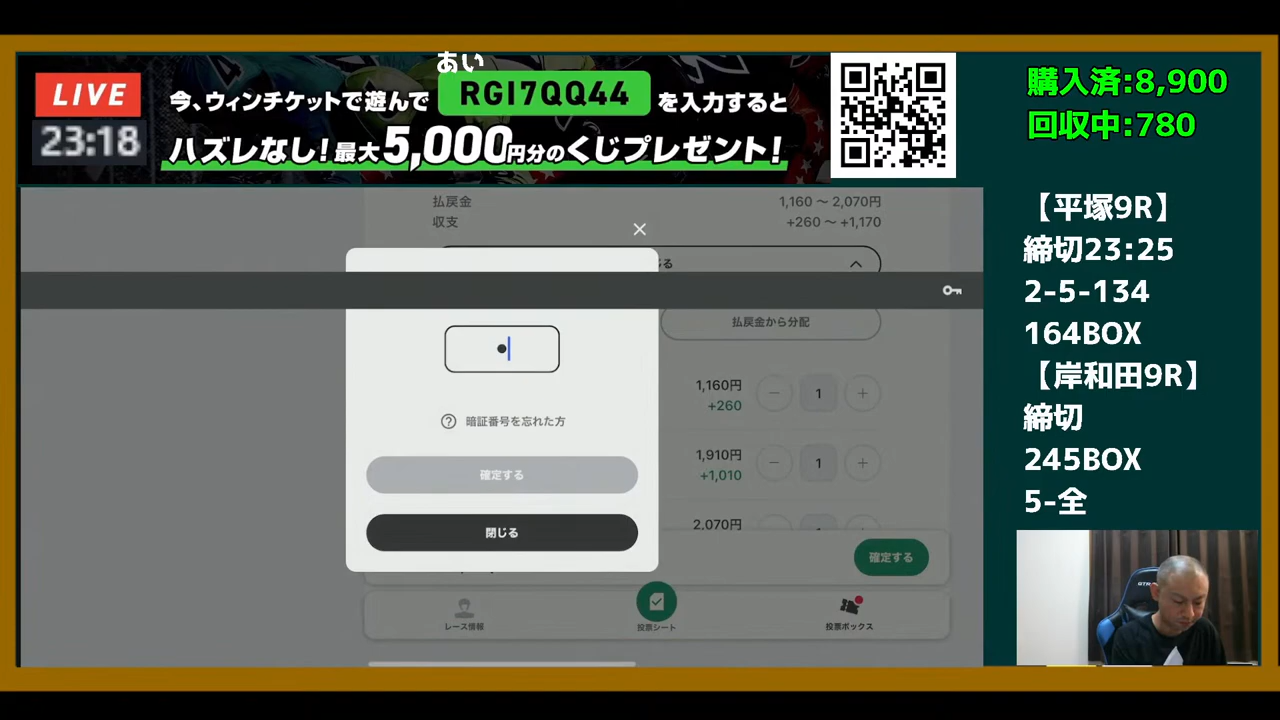 あい
LIVE
今、ウィンチケットで遊んで RGI7QQ44 を入力すると
23:18
ハズレなし!最大5,000円分のくじプレゼント!
購入済:8,900
回収中:780
払戻金 1,160 〜 2,070円
収支 +260 〜 +1,170
る
払戻金から分配
1,160円
+260
1
暗証番号を忘れた方
1,910円
+1,010
1
確定する
2,070円
閉じる
確定する
レース情報
投票シート
投票ボックス
【平塚9R】
締切23:25
2-5-134
164BOX
【岸和田9R】
締切
245BOX
5-全